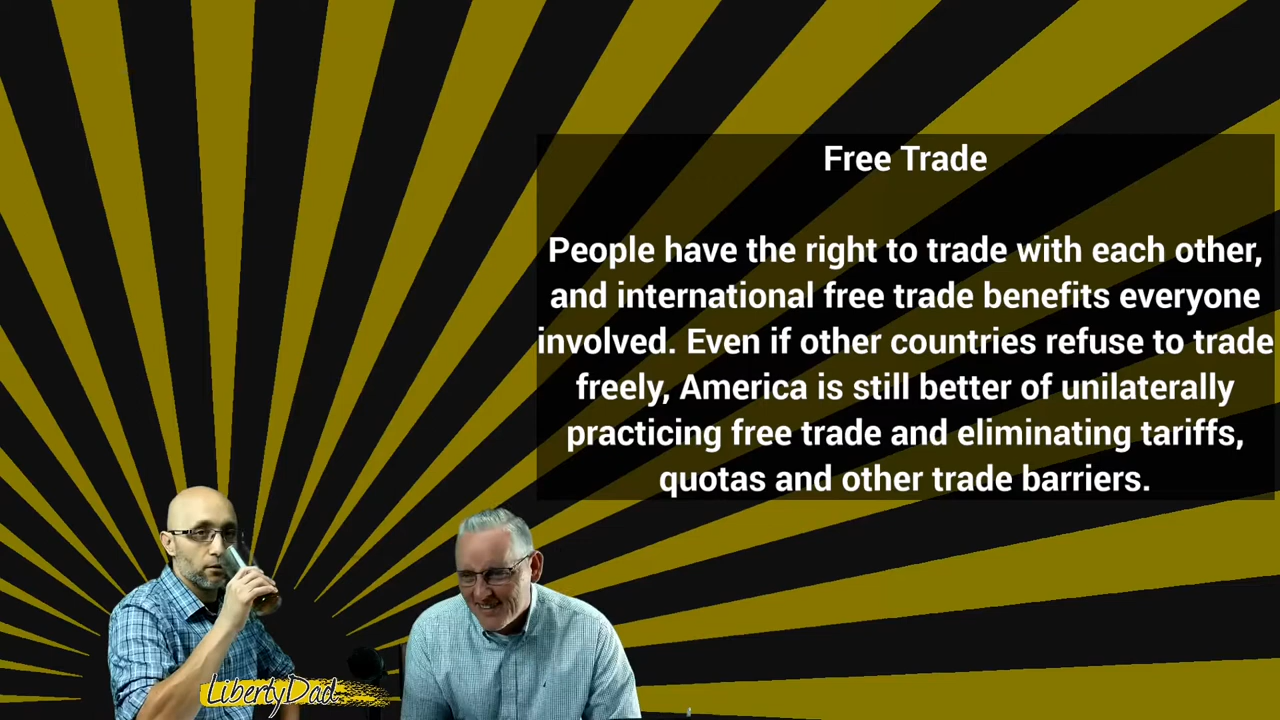 Free Trade
People have the right to trade with each other,
and international free trade benefits everyone
involved. Even if other countries refuse to trade
freely, America is still better of unilaterally
practicing free trade and eliminating tariffs,
quotas and other trade barriers.
LibertyDad